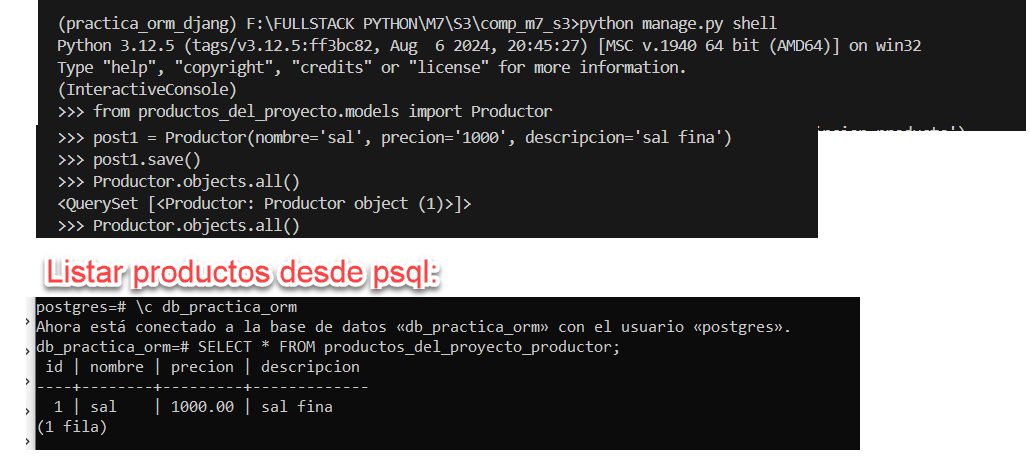 (practica_orm_djang) F:\FULLSTACK PYTHON\M7\S3\comp_m7_s3>python manage.py shell
Python 3.12.5 (tags/v3.12.5:ff3bc82, Aug  6 2024, 20:45:27) [MSC v.1940 64 bit (AMD64)] on win32
Type "help", "copyright", "credits" or "license" for more information.
(InteractiveConsole)
>>> from productos_del_proyecto.models import Productor
>>> post1 = Productor(nombre='sal', precion='1000', descripcion='sal fina')
>>> post1.save()
>>> Productor.objects.all()
<QuerySet [<Productor: Productor object (1)>]>
>>> Productor.objects.all()
Listar productos desde psql:
postgres=# \c db_practica_orm
Ahora está conectado a la base de datos «db_practica_orm» con el usuario «postgres».
db_practica_orm=# SELECT * FROM productos_del_proyecto_productor;
 id | nombre | precion | descripcion
----+--------+---------+-------------
  1 | sal    | 1000.00 | sal fina
(1 fila)